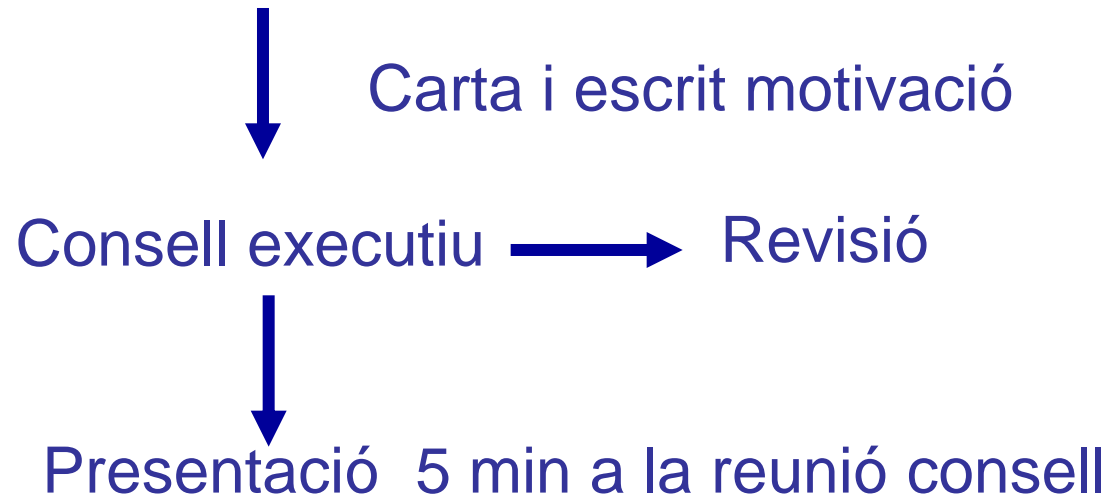 Carta i escrit motivació
Consell executiu
Revisió
Presentació 5 min a la reunió consell